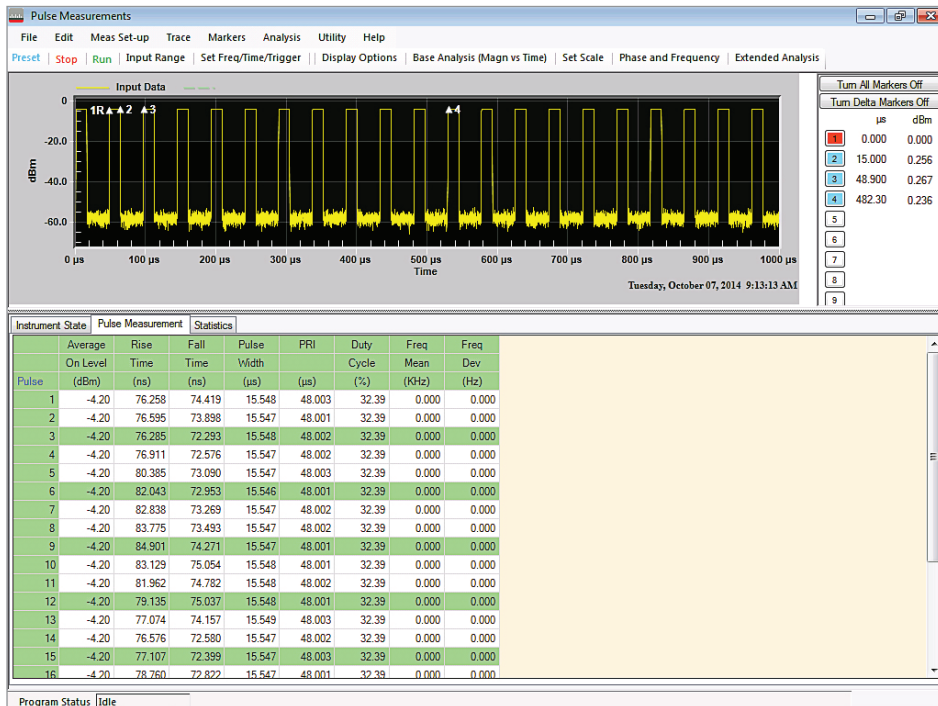 Pulse Measurements
File Edit Meas Set-up Trace Markers Analysis Utility Help
Preset Stop Run Input Range Set Freq/Time/Trigger Display Options Base Analysis (Magn vs Time) Set Scale Phase and Frequency Extended Analysis
Input Data
0
-20.0
-40.0
-60.0
dBm
1R 2 3 4
0 µs 100 µs 200 µs 300 µs 400 µs 500 µs 600 µs 700 µs 800 µs 900 µs 1000 µs
Time
Tuesday, October 07, 2014 9:13:13 AM
Turn All Markers Off
Turn Delta Markers Off
µs dBm
1 0.000 0.000
2 15.000 0.256
3 48.900 0.267
4 482.30 0.236
5
6
7
8
9
Instrument State Pulse Measurement Statistics
Average Rise Fall Pulse PRI Duty Freq Freq
On Level Time Time Width Cycle Mean Dev
Pulse (dBm) (ns) (ns) (µs) (µs) (%) (KHz) (Hz)
1 -4.20 76.258 74.419 15.548 48.003 32.39 0.000 0.000
2 -4.20 76.595 73.898 15.547 48.001 32.39 0.000 0.000
3 -4.20 76.285 72.293 15.548 48.002 32.39 0.000 0.000
4 -4.20 76.911 72.576 15.547 48.002 32.39 0.000 0.000
5 -4.20 80.385 73.090 15.547 48.003 32.39 0.000 0.000
6 -4.20 82.043 72.953 15.546 48.001 32.39 0.000 0.000
7 -4.20 82.838 73.269 15.547 48.002 32.39 0.000 0.000
8 -4.20 83.775 73.493 15.547 48.002 32.39 0.000 0.000
9 -4.20 84.901 74.271 15.547 48.001 32.39 0.000 0.000
10 -4.20 83.129 75.054 15.548 48.001 32.39 0.000 0.000
11 -4.20 81.962 74.782 15.548 48.002 32.39 0.000 0.000
12 -4.20 79.135 75.037 15.548 48.001 32.39 0.000 0.000
13 -4.20 77.074 74.157 15.549 48.003 32.39 0.000 0.000
14 -4.20 76.576 72.580 15.547 48.002 32.39 0.000 0.000
15 -4.20 77.107 72.399 15.547 48.003 32.39 0.000 0.000
16 -4.20 78.760 72.822 15.547 48.001 32.39 0.000 0.000
Program Status Idle